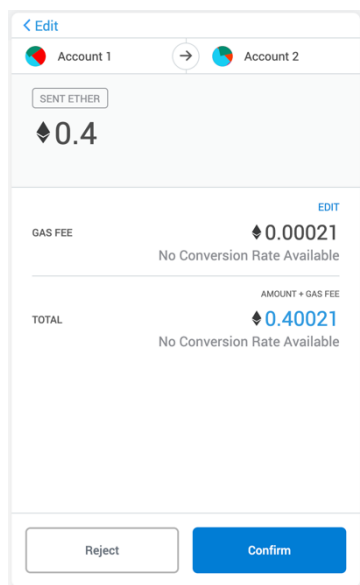 < Edit
Account 1 → Account 2
SENT ETHER
0.4
EDIT
GAS FEE 0.00021
No Conversion Rate Available
AMOUNT + GAS FEE
TOTAL 0.40021
No Conversion Rate Available
Reject Confirm